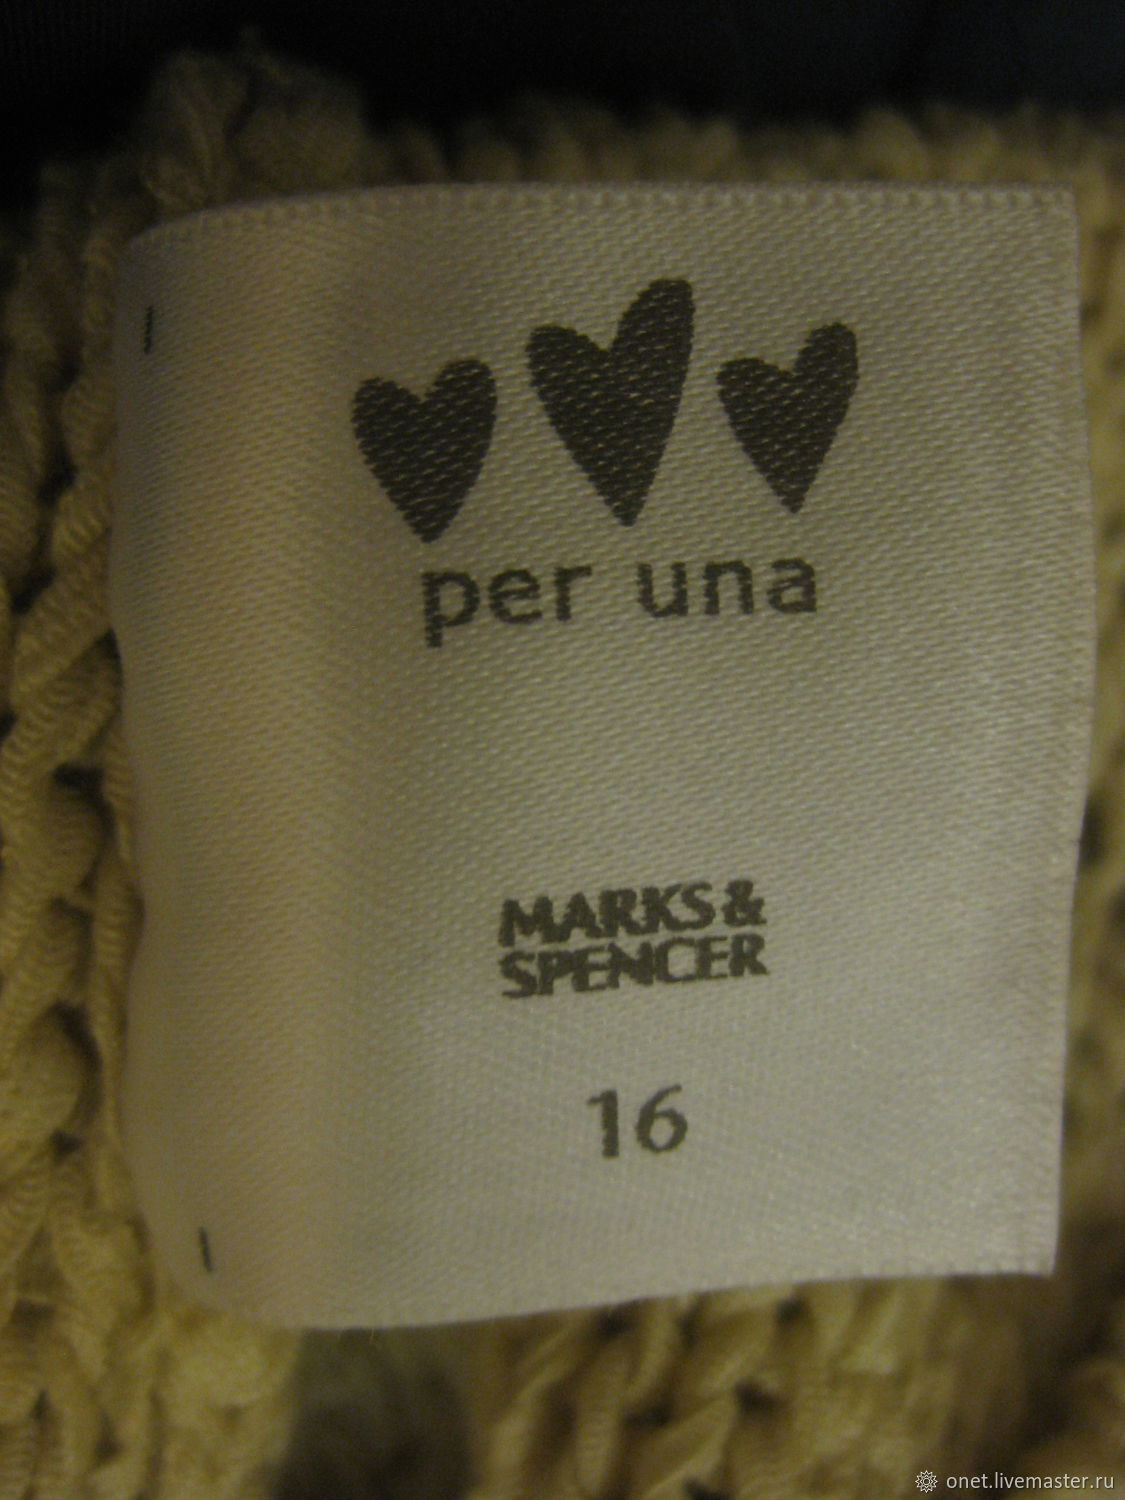 per una
MARKS &
SPENCER
16
onet.livemaster.ru